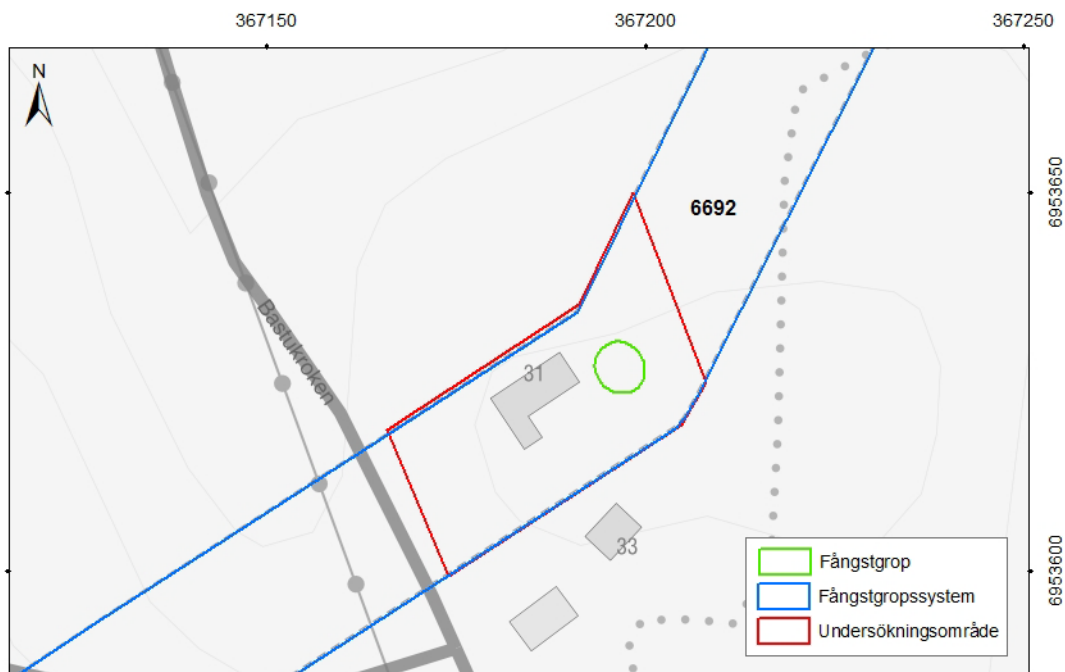 367150
367200
367250
N
6953650
6692
Bastukroken
31
33
6953600
Fångstgrop
Fångstgropssystem
Undersökningsområde